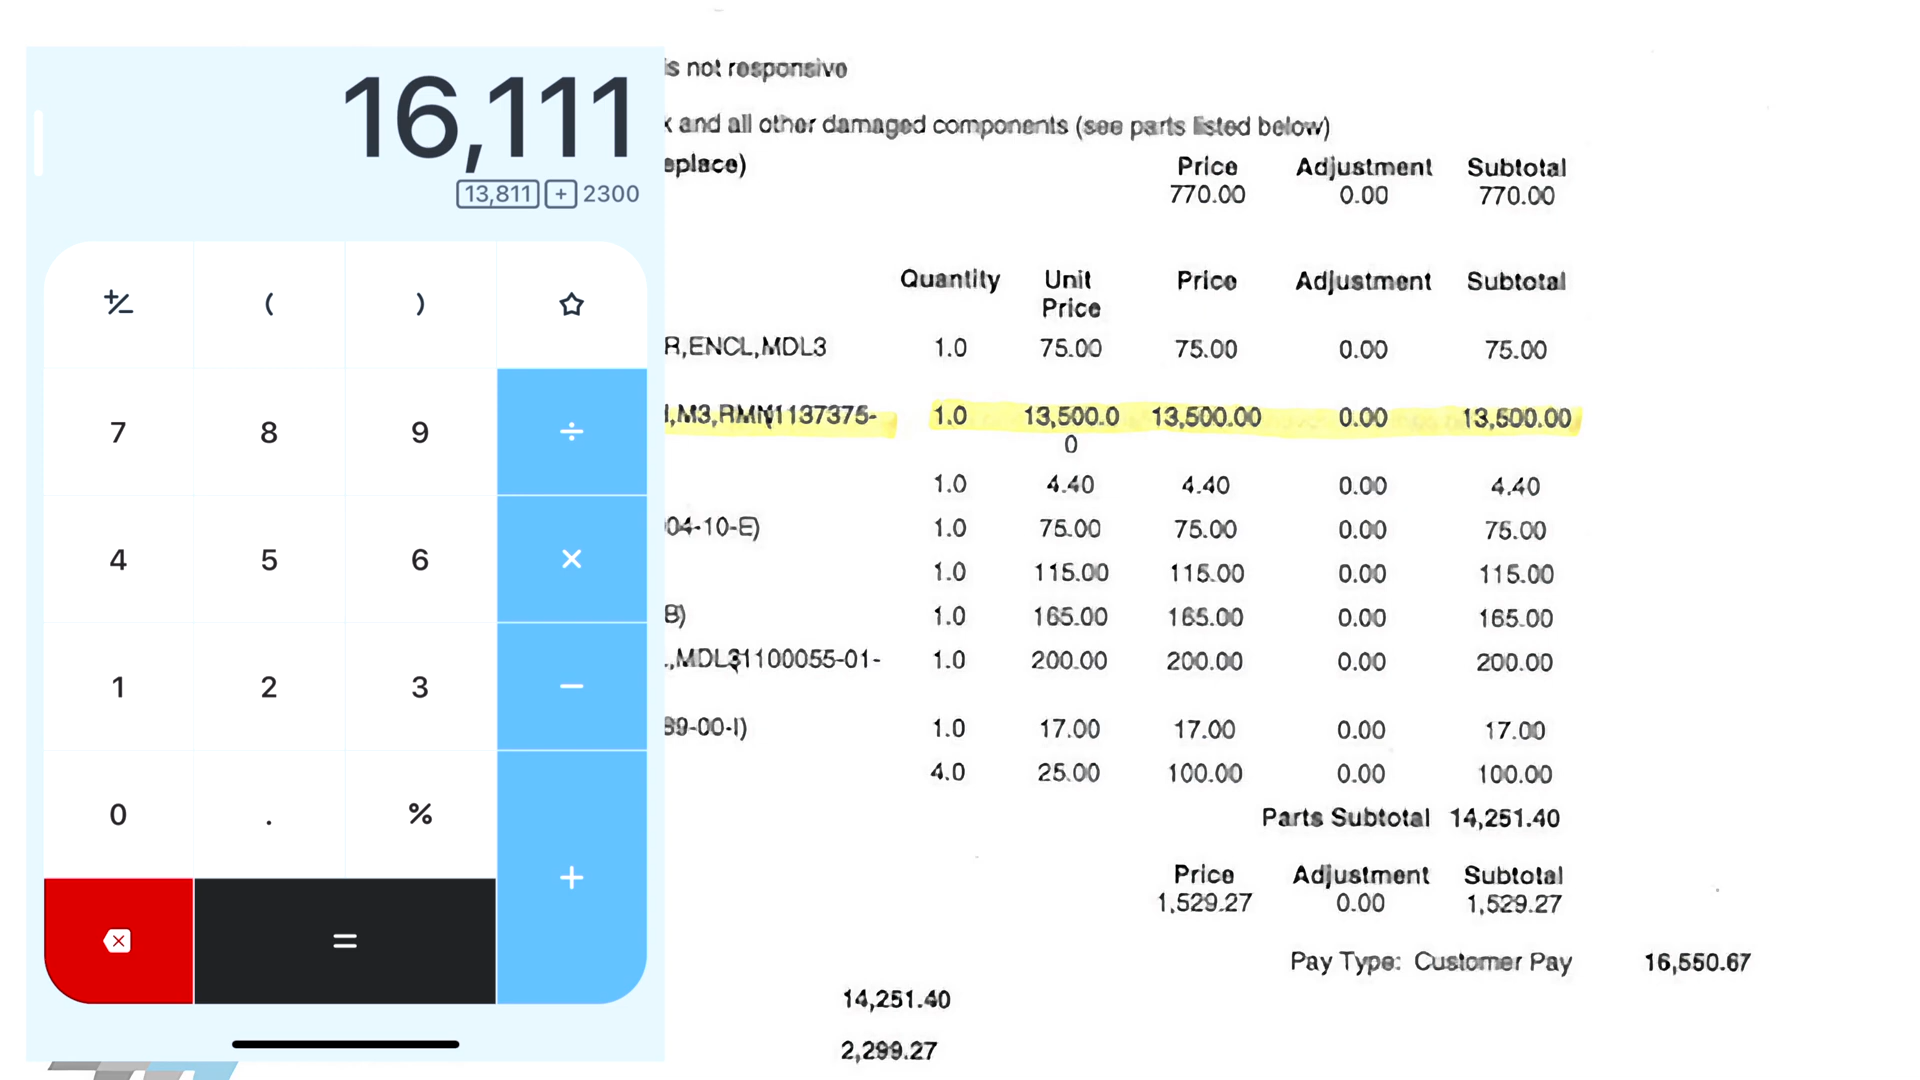 16,111
13,811 + 2300
+⁄− ( )
7 8 9 ÷
4 5 6 ×
1 2 3 −
0 . % +
=
is not responsive
and all other damaged components (see parts listed below)
eplace) Price Adjustment Subtotal
770.00 0.00 770.00
Quantity Unit Price Adjustment Subtotal
Price
R,ENCL,MDL3 1.0 75.00 75.00 0.00 75.00
,M3,RMN1137375- 1.0 13,500.0 13,500.00 0.00 13,500.00
0
1.0 4.40 4.40 0.00 4.40
04-10-E) 1.0 75.00 75.00 0.00 75.00
1.0 115.00 115.00 0.00 115.00
B) 1.0 165.00 165.00 0.00 165.00
,MDL31100055-01- 1.0 200.00 200.00 0.00 200.00
89-00-I) 1.0 17.00 17.00 0.00 17.00
4.0 25.00 100.00 0.00 100.00
Parts Subtotal 14,251.40
Price Adjustment Subtotal
1,529.27 0.00 1,529.27
Pay Type: Customer Pay 16,550.67
14,251.40
2,299.27